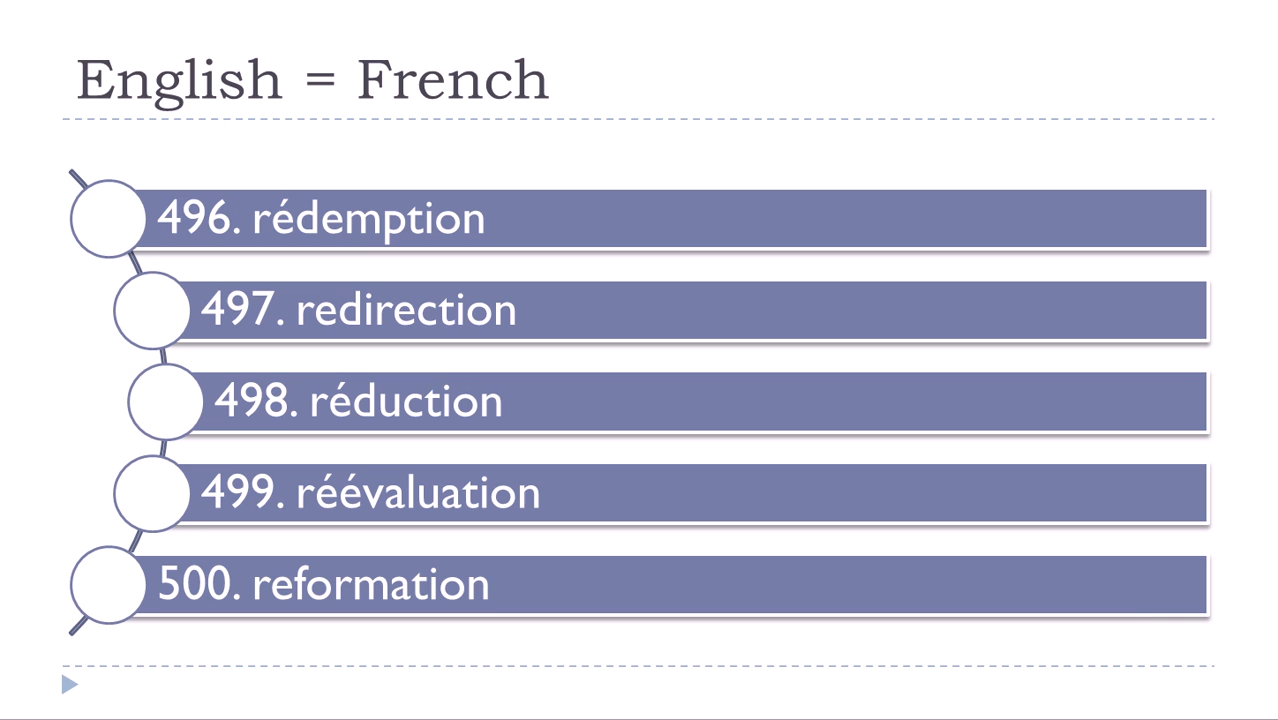 English = French
496. rédemption
497. redirection
498. réduction
499. réévaluation
500. reformation